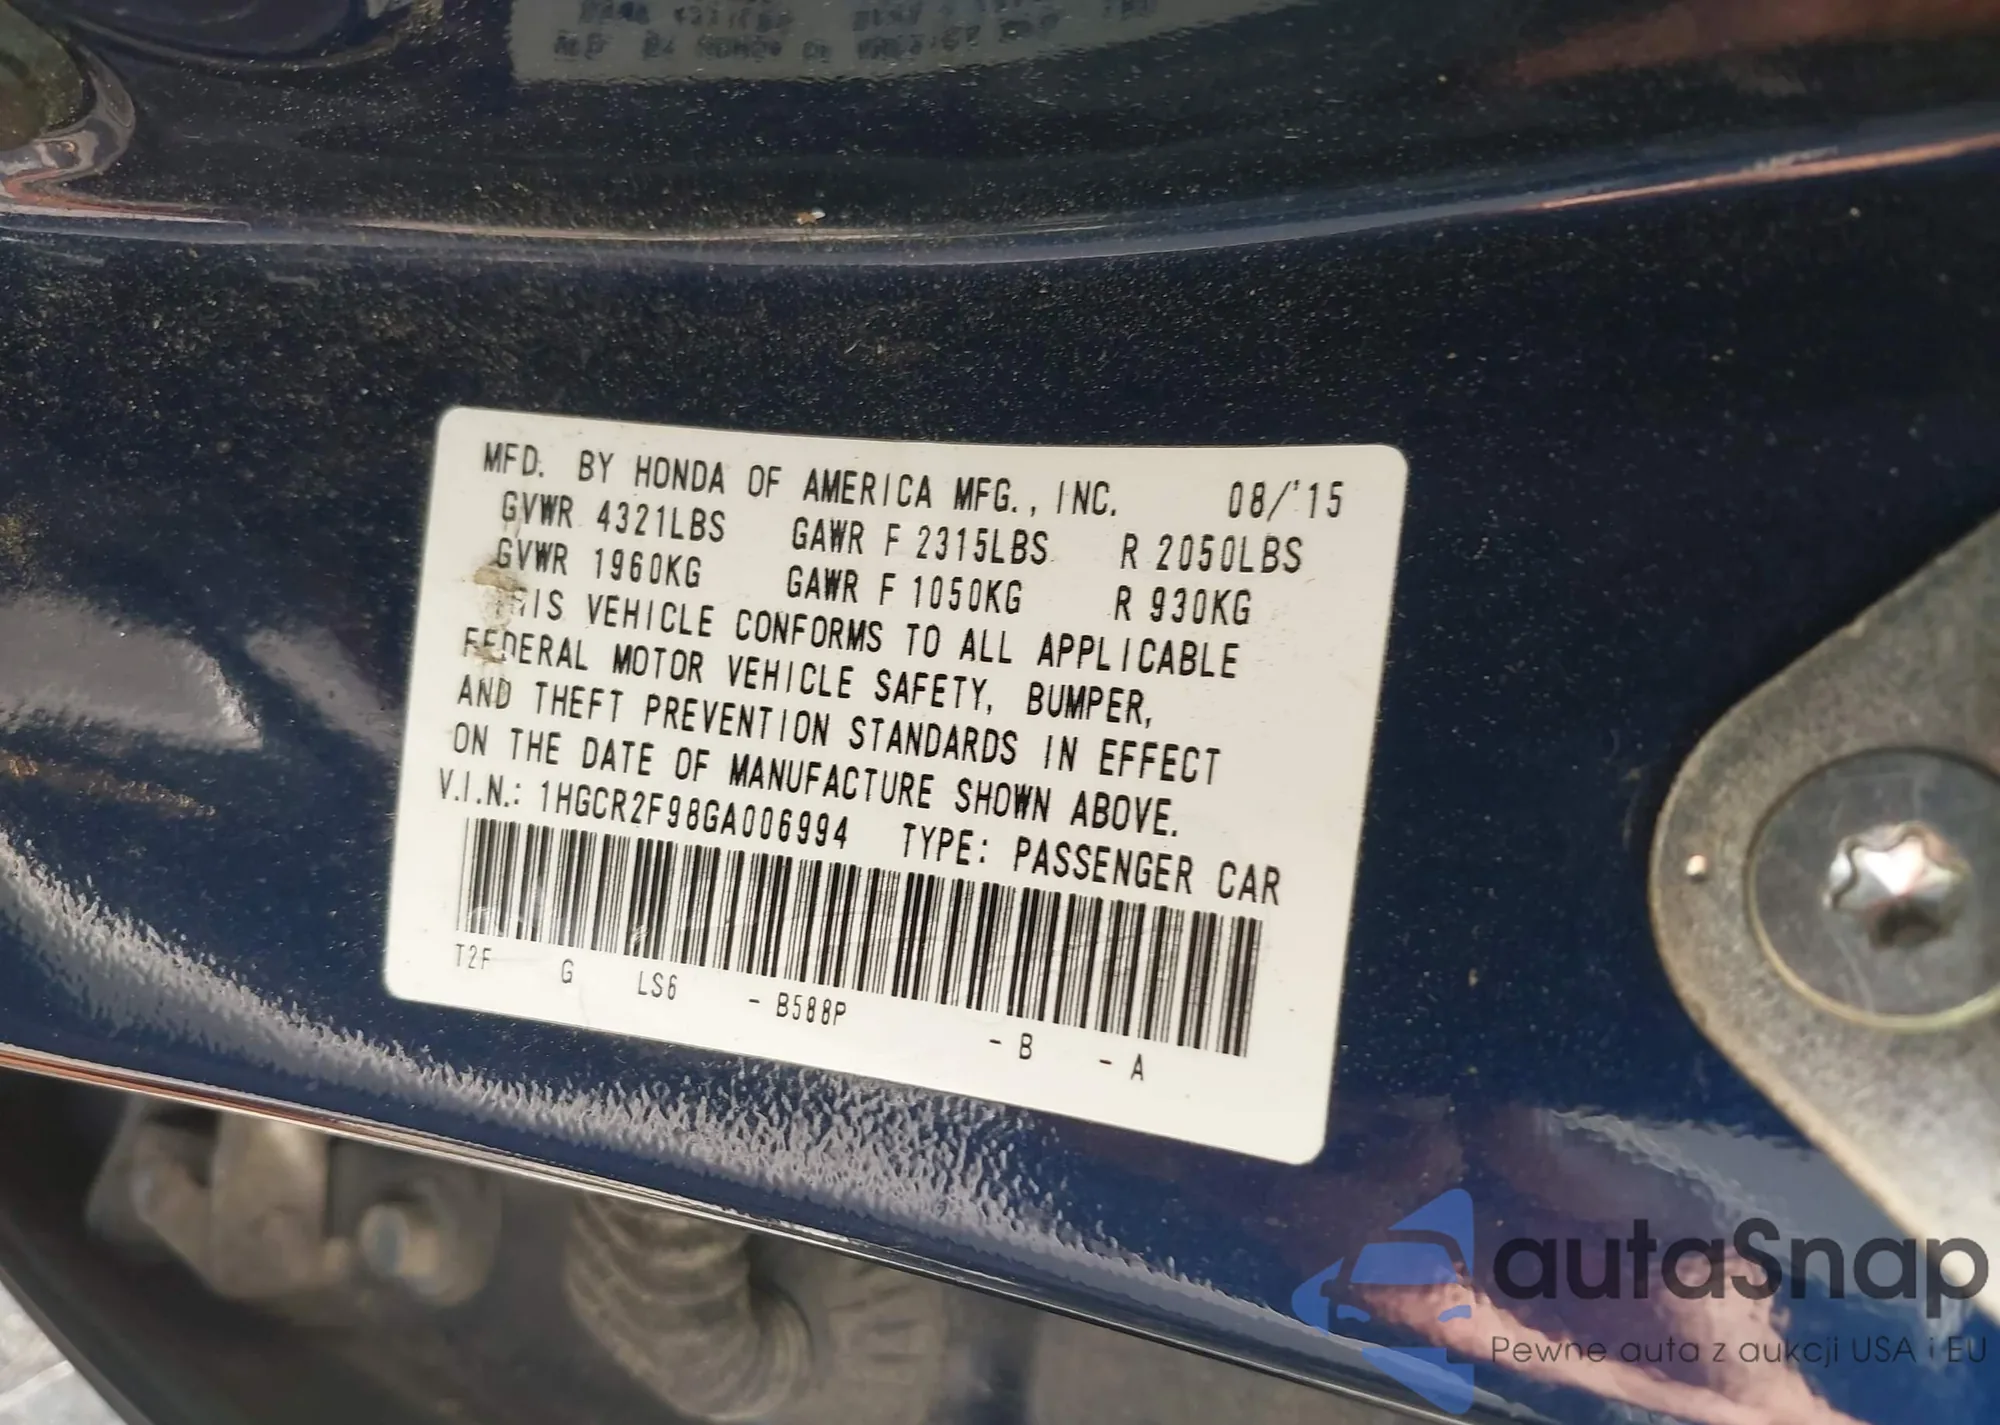 MFD. BY HONDA OF AMERICA MFG., INC. 08/'15
GVWR 4321LBS GAWR F 2315LBS R 2050LBS
GVWR 1960KG GAWR F 1050KG R 930KG
THIS VEHICLE CONFORMS TO ALL APPLICABLE
FEDERAL MOTOR VEHICLE SAFETY, BUMPER,
AND THEFT PREVENTION STANDARDS IN EFFECT
ON THE DATE OF MANUFACTURE SHOWN ABOVE.
V.I.N.: 1HGCR2F98GA006994 TYPE: PASSENGER CAR
T2F G LS6 - B588P - B - A
autaSnap
Pewne auta z aukcji USA i EU